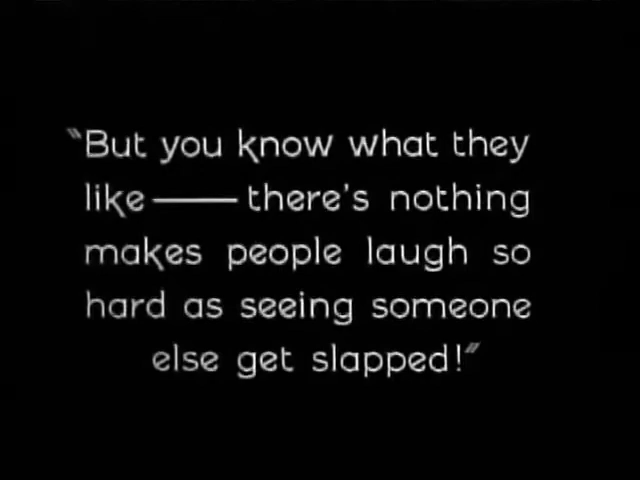 "But you know what they
like — there's nothing
makes people laugh so
hard as seeing someone
else get slapped!"